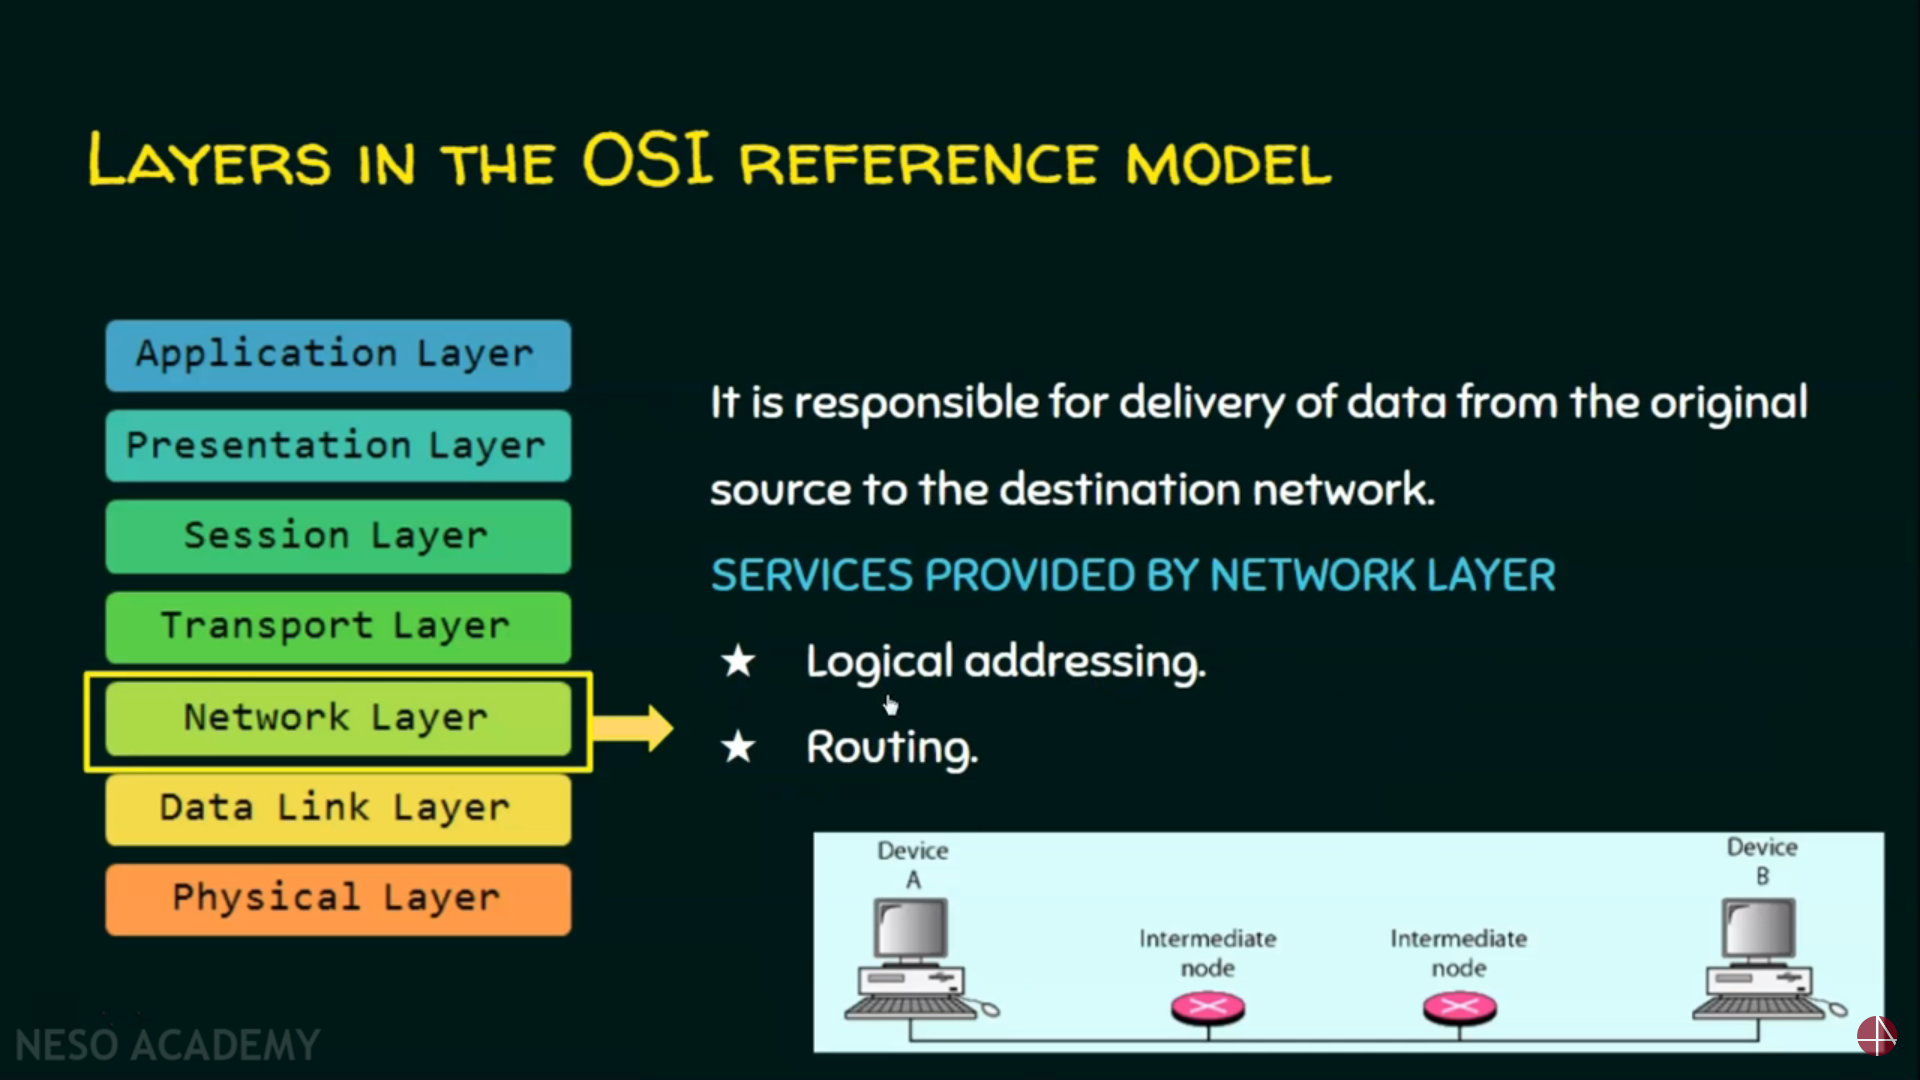 LAYERS IN THE OSI REFERENCE MODEL
Application Layer
Presentation Layer
Session Layer
Transport Layer
Network Layer
Data Link Layer
Physical Layer
It is responsible for delivery of data from the original
source to the destination network.
SERVICES PROVIDED BY NETWORK LAYER
★ Logical addressing.
★ Routing.
Device
A
Intermediate
node
Intermediate
node
Device
B
NESO ACADEMY